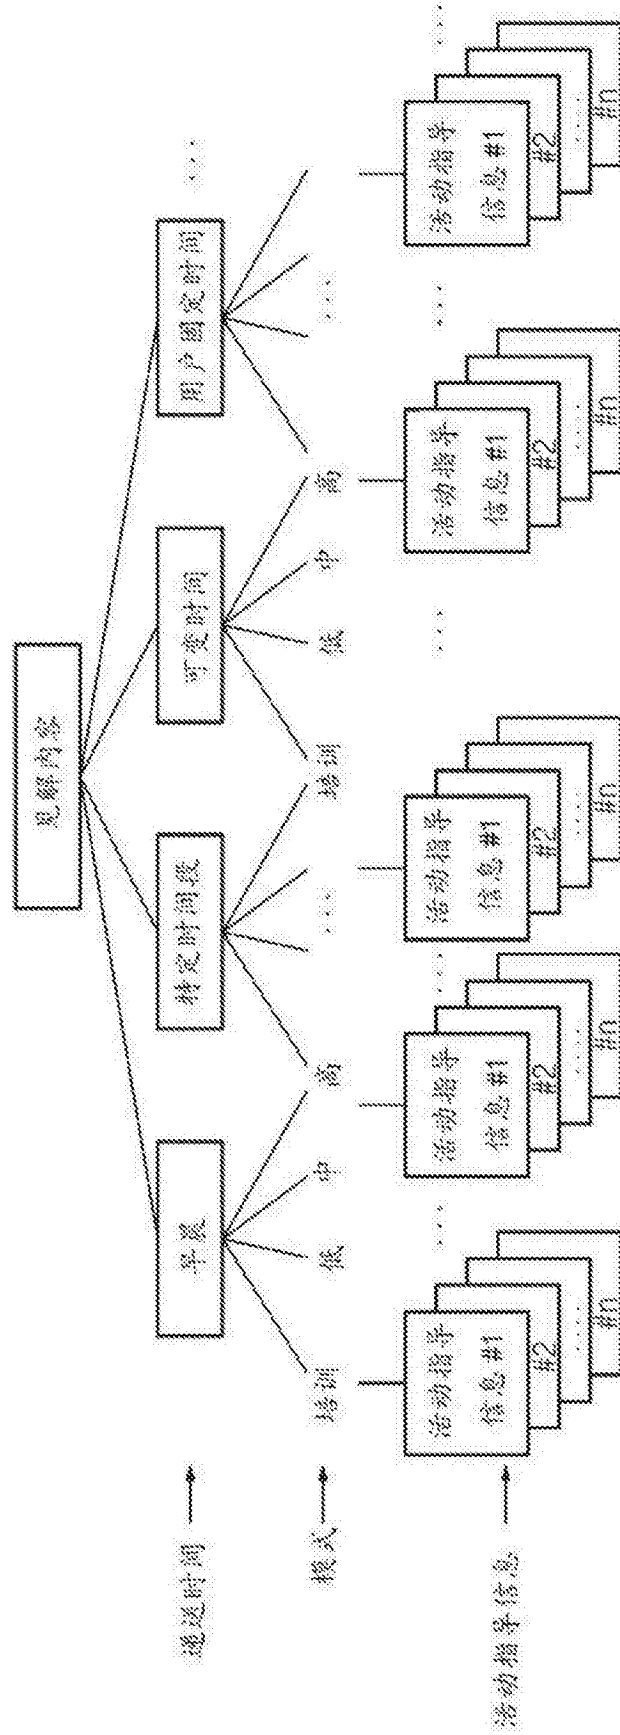 见解内容
递送时间
早晨
特定时间段
可变时间
用户固定时间
...
模式
培训
低
中
高
...
培训
低
中
高
...
活动指导信息
活动指导
信息 #1
#2
....
#n
...
活动指导
信息 #1
#2
....
#n
...
活动指导
信息 #1
#2
....
#n
...
活动指导
信息 #1
#2
....
#n
...
活动指导
信息 #1
#2
....
#n
...